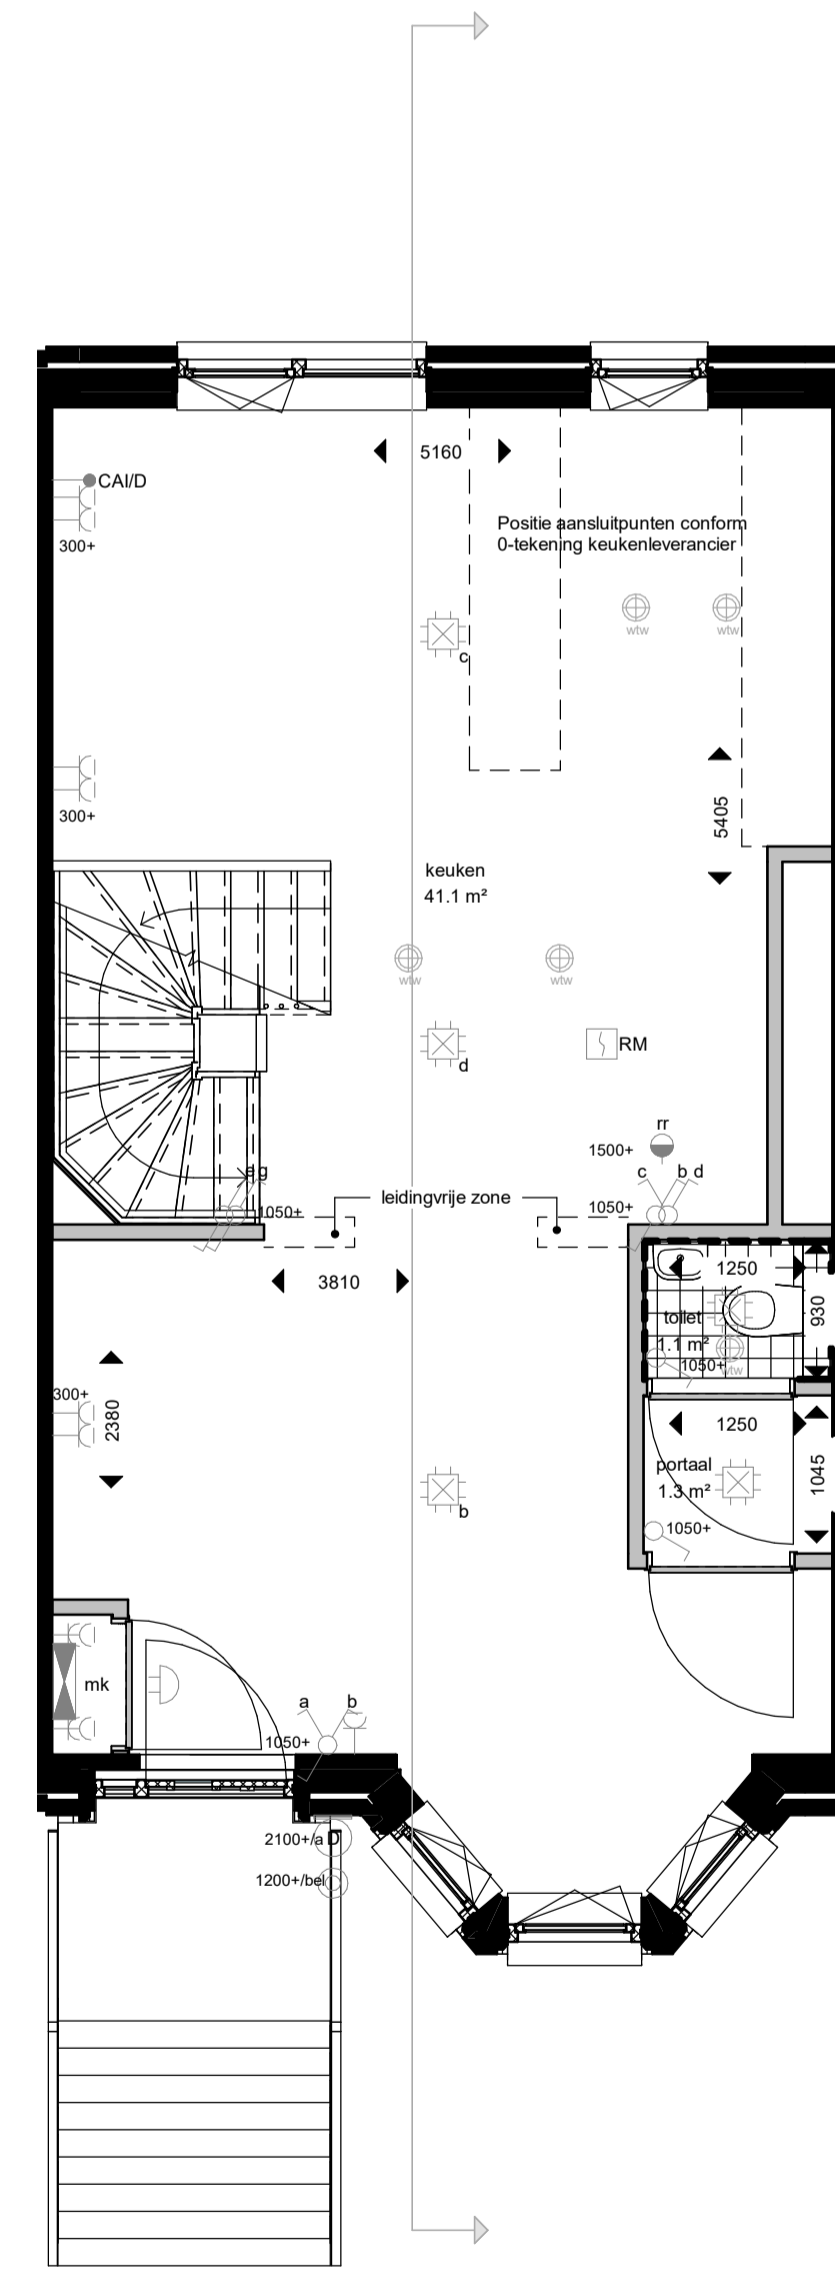 5160
CAI/D
300+
Positie aansluitpunten conform
0-tekening keukenleverancier
wtw
wtw
c
300+
5405
keuken
41.1 m²
wtw
wtw
RM
d
rr
1500+
c b d
1050+
g
1050+
leidingvrije zone
3810
1250
930
toilet
1.1 m²
1050+
wtw
300+
2380
1250
portaal
1.3 m²
1045
1050+
b
mk
a b
1050+
2100+/a D
1200+/bel